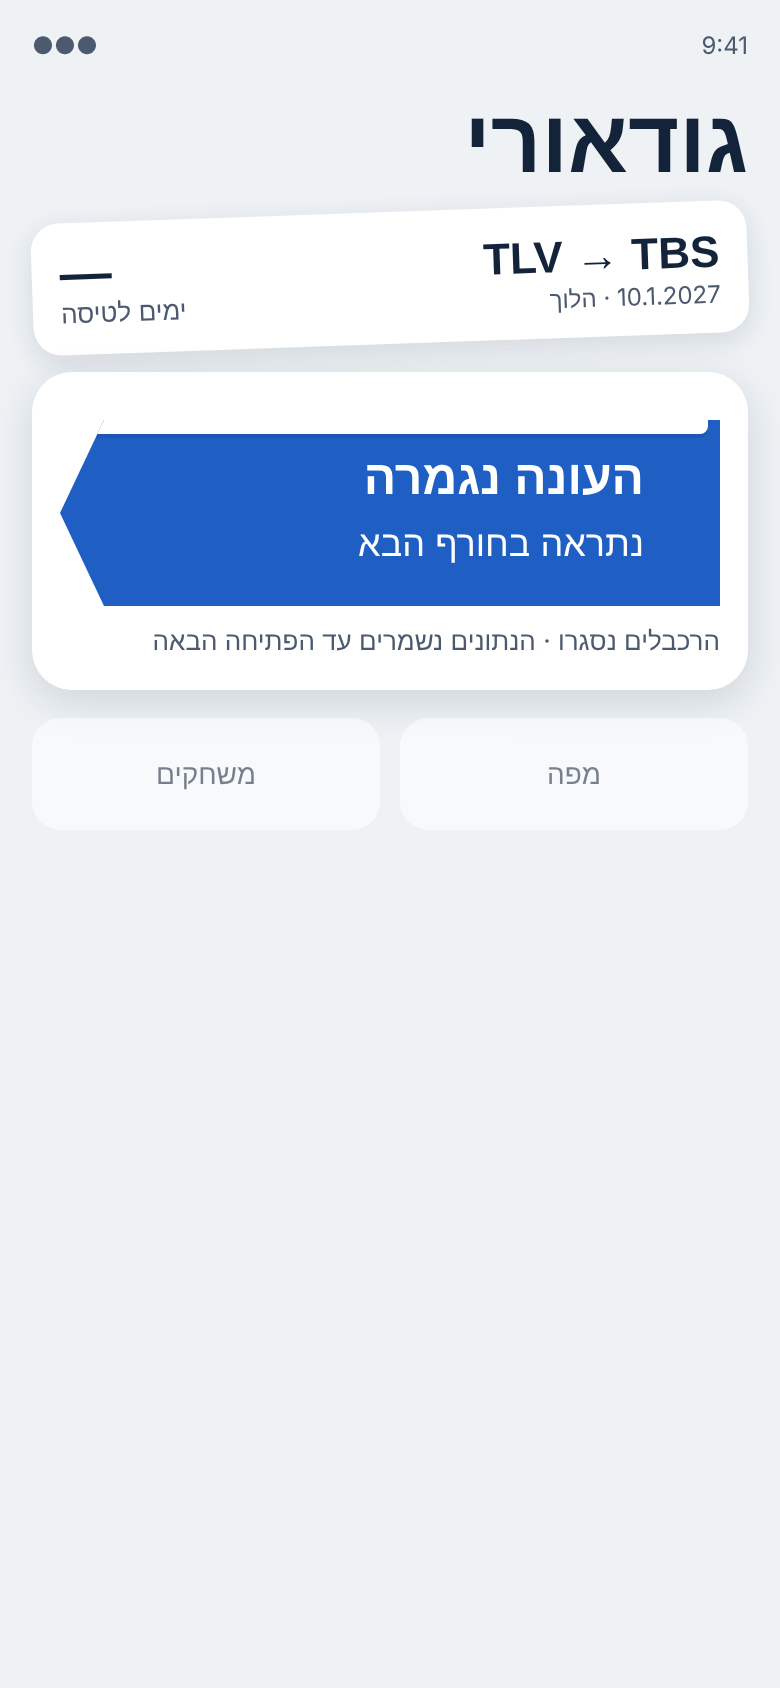 9:41
גודאורי
TLV → TBS
10.1.2027 · הלוך
—
ימים לטיסה
העונה נגמרה
נתראה בחורף הבא
הרכבלים נסגרו · הנתונים נשמרים עד הפתיחה הבאה
מפה
משחקים